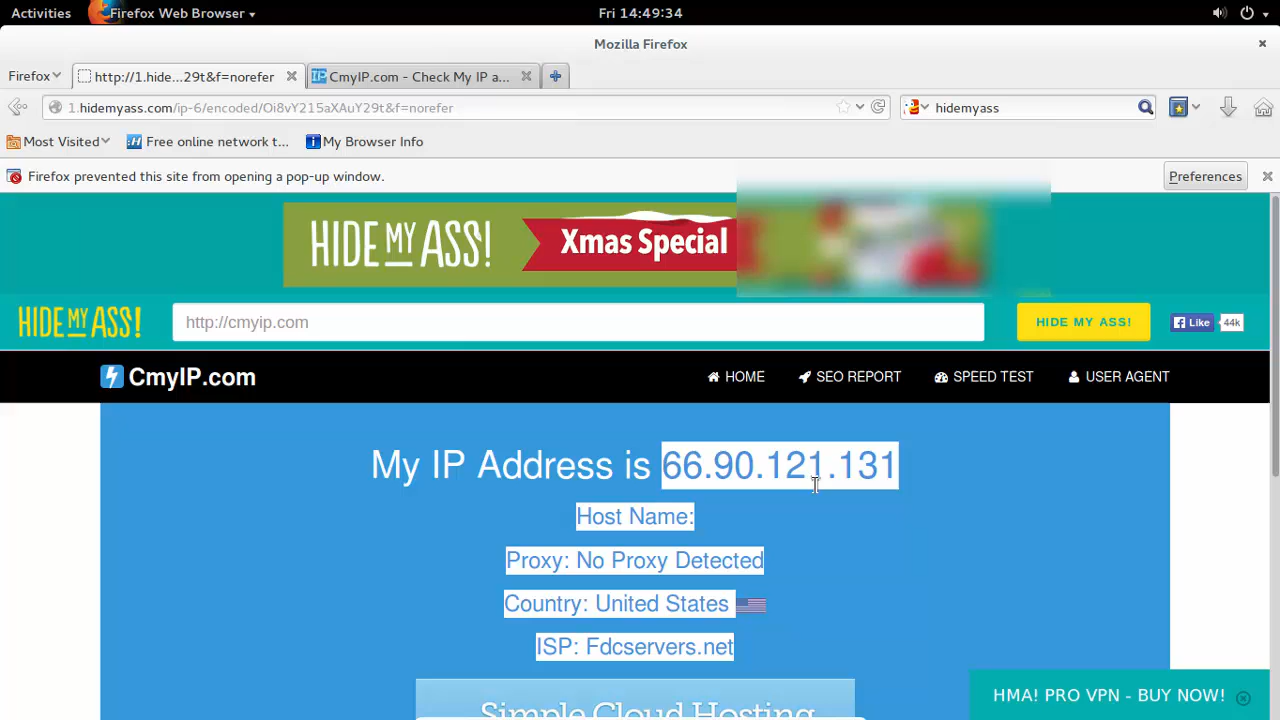 Activities Firefox Web Browser Fri 14:49:34
Mozilla Firefox
Firefox http://1.hide...29t&f=norefer CmyIP.com - Check My IP a...
1.hidemyass.com/ip-6/encoded/Oi8vY215aXAuY29t&f=norefer hidemyass
Most Visited Free online network t... My Browser Info
Firefox prevented this site from opening a pop-up window. Preferences
HIDE MY ASS! Xmas Special
HIDE MY ASS! http://cmyip.com HIDE MY ASS! Like 44k
CmyIP.com HOME SEO REPORT SPEED TEST USER AGENT
My IP Address is 66.90.121.131
Host Name:
Proxy: No Proxy Detected
Country: United States
ISP: Fdcservers.net
Simple Cloud Hosting
HMA! PRO VPN - BUY NOW!